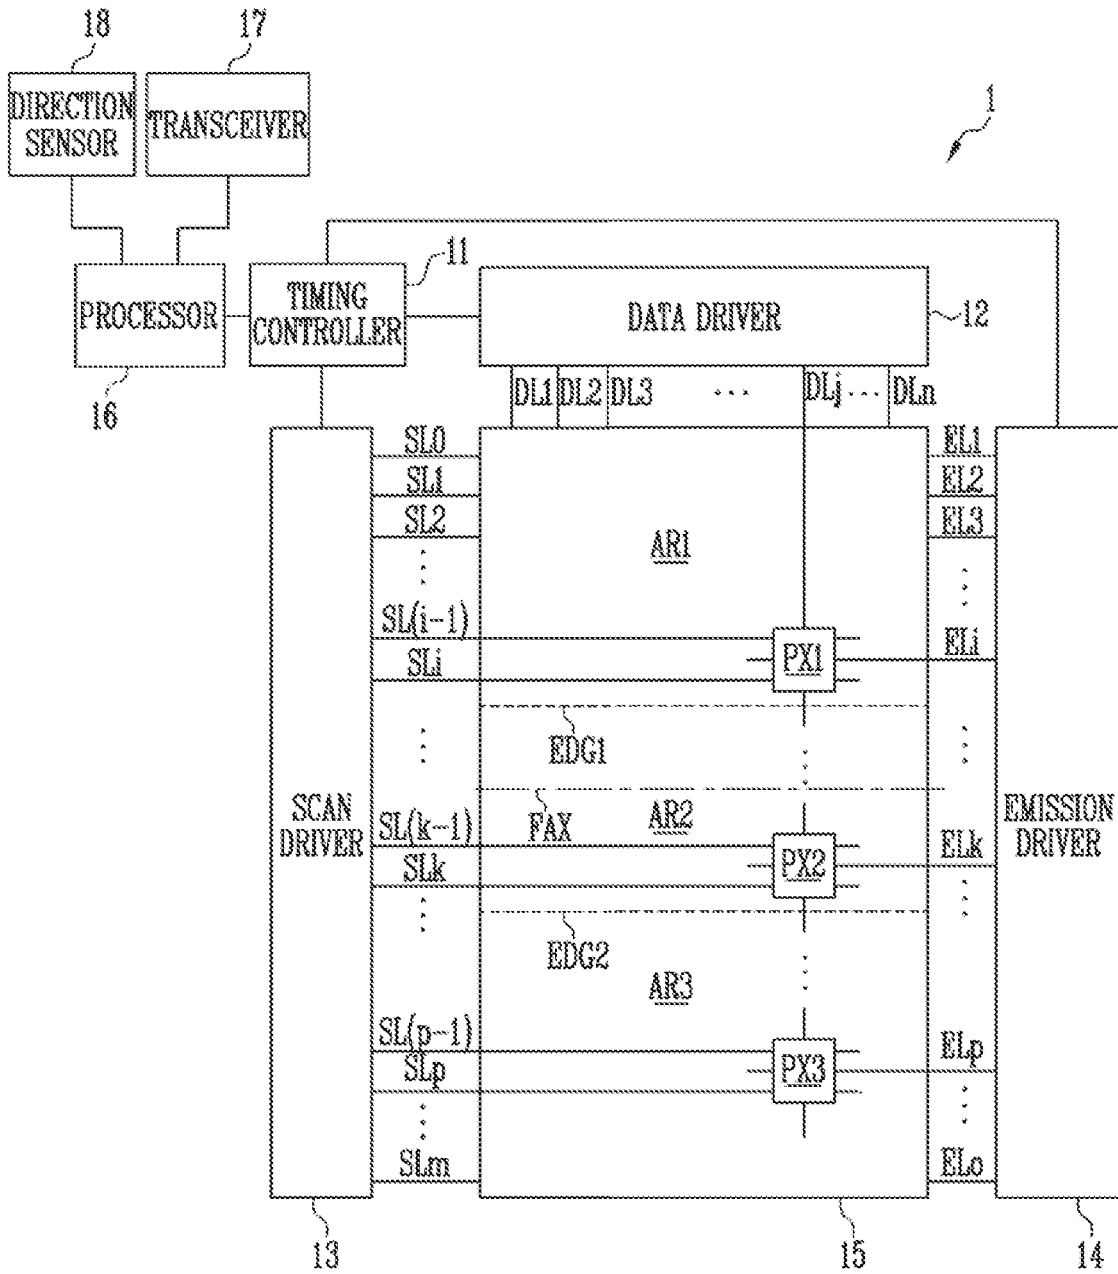 18
17
DIRECTION
SENSOR
TRANSCEIVER
1
11
PROCESSOR
TIMING
CONTROLLER
DATA DRIVER
12
16
DL1
DL2
DL3
...
DLj
...
DLn
SL0
EL1
SL1
EL2
SL2
EL3
AR1
SL(i-1)
PX1
ELi
SLi
EDG1
SCAN
DRIVER
FAX
AR2
EMISSION
DRIVER
SL(k-1)
PX2
ELk
SLk
EDG2
AR3
SL(p-1)
PX3
ELp
SLp
SLm
ELo
13
15
14